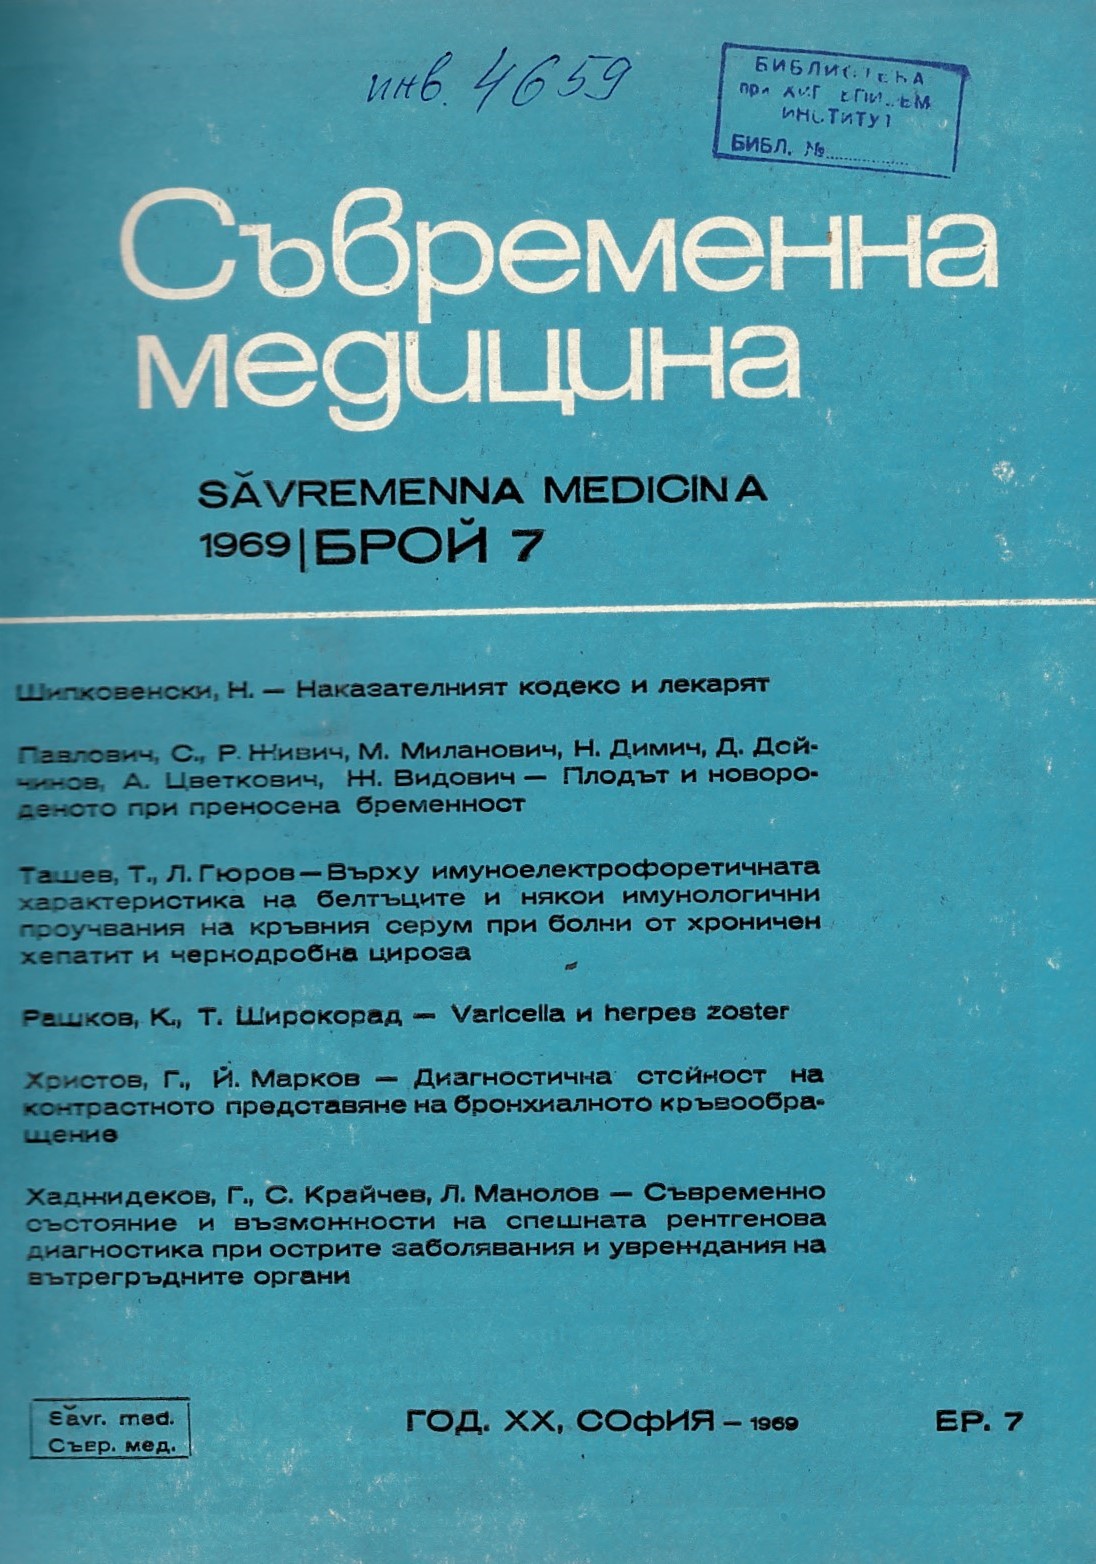 инв. 4659
БИБЛИОТЕКА
при ХИГ. ЕПИДЕМ
ИНСТИТУТ
БИБЛ. №
Съвременна
медицина
SĂVREMENNA MEDICINA
1969|БРОЙ 7
Шипковенски, Н. — Наказателният кодекс и лекарят
Павлович, С., Р. Живич, М. Миланович, Н. Димич, Д. Дой-
чинов, А. Цветкович, Ж. Видович — Плодът и новоро-
деното при преносена бременност
Ташев, Т., Л. Гюров — Върху имуноелектрофоретичната
характеристика на белтъците и някои имунологични
проучвания на кръвния серум при болни от хроничен
хепатит и чернодробна цироза
Рашков, К., Т. Широкорад — Varicella и herpes zoster
Христов, Г., Й. Марков — Диагностична стойност на
контрастното представяне на бронхиалното кръвообра-
щение
Хаджидеков, Г., С. Крайчев, Л. Манолов — Съвременно
състояние и възможности на спешната рентгенова
диагностика при острите заболявания и увреждания на
вътрегръдните органи
Săvr. med.
Съвр. мед.
ГОД. XX, СОФИЯ — 1969
БР. 7